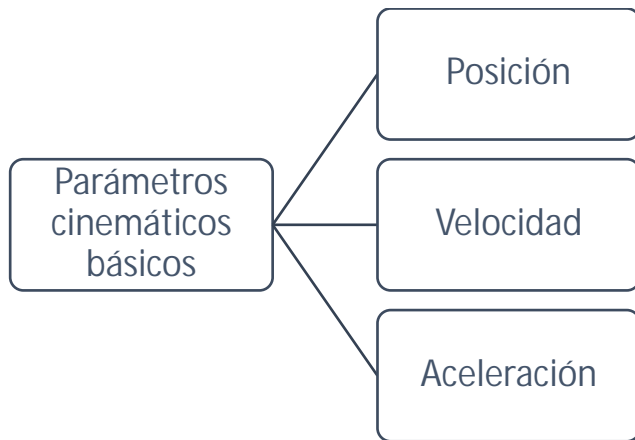 Parámetros
cinemáticos
básicos
Posición
Velocidad
Aceleración